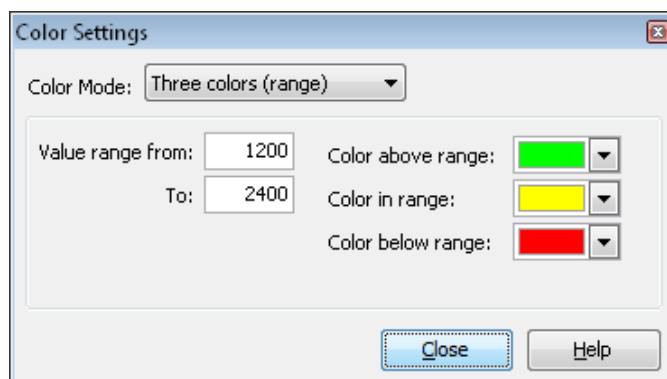 Color Settings
Color Mode: Three colors (range)
Value range from: 1200
To: 2400
Color above range:
Color in range:
Color below range:
Close Help